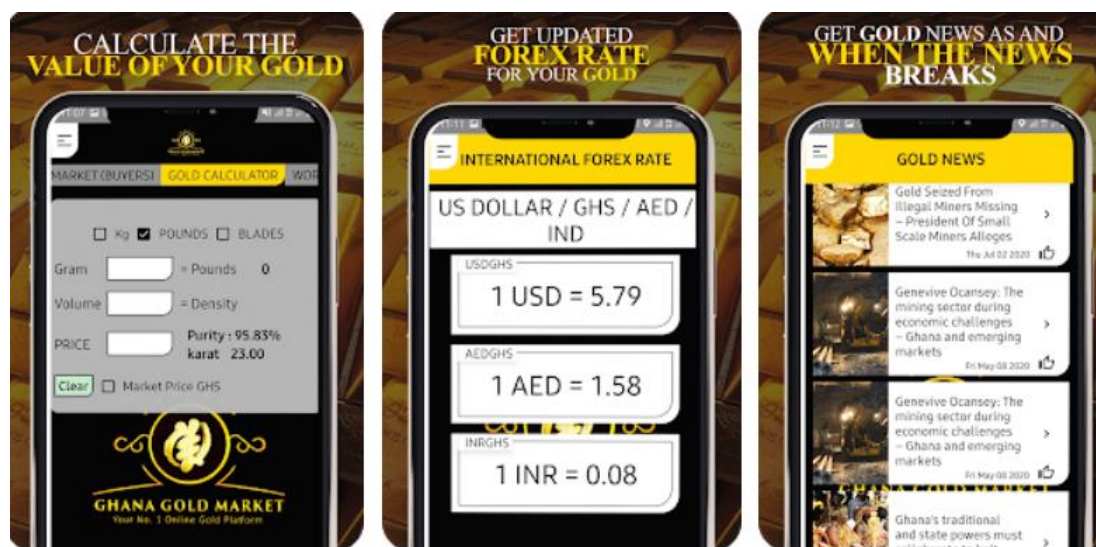 CALCULATE THE
VALUE OF YOUR GOLD
11:07
MARKET (BUYERS) GOLD CALCULATOR WOR
Kg POUNDS BLADES
Gram = Pounds 0
Volume = Density
PRICE Purity : 95.83%
karat 23.00
Clear Market Price GHS
GHANA GOLD MARKET
Your No. 1 Online Gold Platform
GET UPDATED
FOREX RATE
FOR YOUR GOLD
11:11
INTERNATIONAL FOREX RATE
US DOLLAR / GHS / AED /
IND
USDGHS
1 USD = 5.79
AEDGHS
1 AED = 1.58
INRGHS
1 INR = 0.08
GET GOLD NEWS AS AND
WHEN THE NEWS
BREAKS
11:12
GOLD NEWS
Gold Seized From
Illegal Miners Missing
– President Of Small
Scale Miners Alleges
Thu Jul 02 2020
Genevive Ocansey: The
mining sector during
economic challenges
– Ghana and emerging
markets
Fri May 08 2020
Genevive Ocansey: The
mining sector during
economic challenges
– Ghana and emerging
markets
Fri May 08 2020
Ghana's traditional
and state powers must